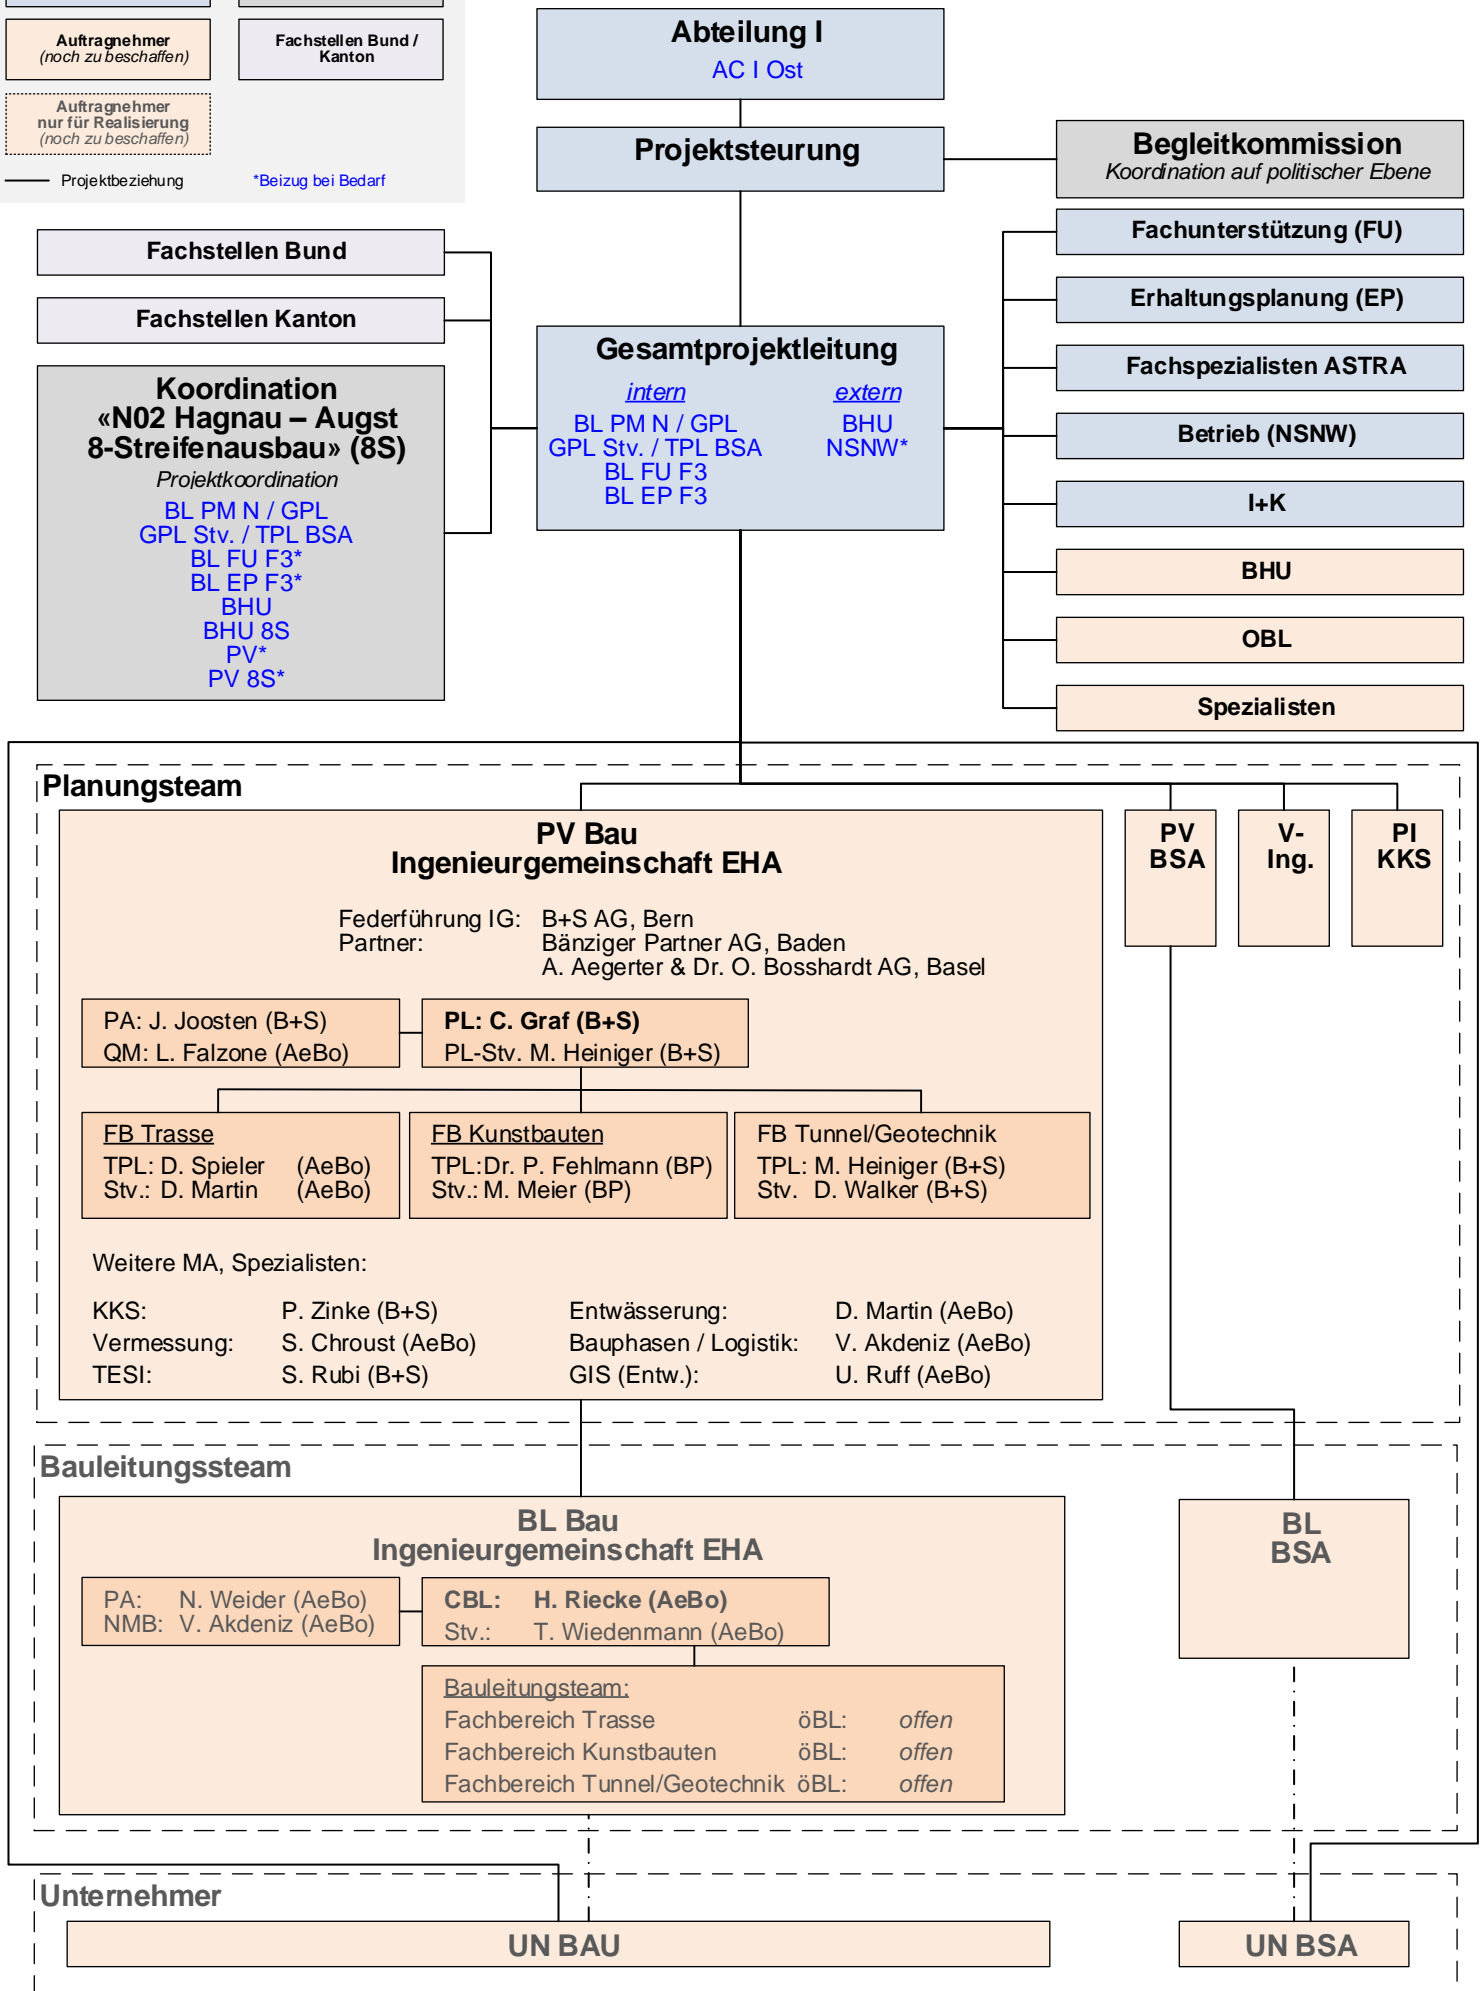 Auftragnehmer
(noch zu beschaffen)
Fachstellen Bund /
Kanton
Auftragnehmer
nur für Realisierung
(noch zu beschaffen)
Projektbeziehung
*Beizug bei Bedarf
Abteilung I
AC I Ost
Projektsteurung
Begleitkommission
Koordination auf politischer Ebene
Fachstellen Bund
Fachstellen Kanton
Koordination
«N02 Hagnau – Augst
8-Streifenausbau» (8S)
Projektkoordination
BL PM N / GPL
GPL Stv. / TPL BSA
BL FU F3*
BL EP F3*
BHU
BHU 8S
PV*
PV 8S*
Gesamtprojektleitung
intern
BL PM N / GPL
GPL Stv. / TPL BSA
BL FU F3
BL EP F3
extern
BHU
NSNW*
Fachunterstützung (FU)
Erhaltungsplanung (EP)
Fachspezialisten ASTRA
Betrieb (NSNW)
I+K
BHU
OBL
Spezialisten
Planungsteam
PV Bau
Ingenieurgemeinschaft EHA
Federführung IG: B+S AG, Bern
Partner: Bänziger Partner AG, Baden
A. Aegerter & Dr. O. Bosshardt AG, Basel
PA: J. Joosten (B+S)
QM: L. Falzone (AeBo)
PL: C. Graf (B+S)
PL-Stv. M. Heiniger (B+S)
FB Trasse
TPL: D. Spieler (AeBo)
Stv.: D. Martin (AeBo)
FB Kunstbauten
TPL:Dr. P. Fehlmann (BP)
Stv.: M. Meier (BP)
FB Tunnel/Geotechnik
TPL: M. Heiniger (B+S)
Stv. D. Walker (B+S)
Weitere MA, Spezialisten:
KKS: P. Zinke (B+S) Entwässerung: D. Martin (AeBo)
Vermessung: S. Chroust (AeBo) Bauphasen / Logistik: V. Akdeniz (AeBo)
TESI: S. Rubi (B+S) GIS (Entw.): U. Ruff (AeBo)
PV
BSA
V-
Ing.
PI
KKS
Bauleitungssteam
BL Bau
Ingenieurgemeinschaft EHA
PA: N. Weider (AeBo)
NMB: V. Akdeniz (AeBo)
CBL: H. Riecke (AeBo)
Stv.: T. Wiedenmann (AeBo)
Bauleitungsteam:
Fachbereich Trasse öBL: offen
Fachbereich Kunstbauten öBL: offen
Fachbereich Tunnel/Geotechnik öBL: offen
BL
BSA
Unternehmer
UN BAU
UN BSA